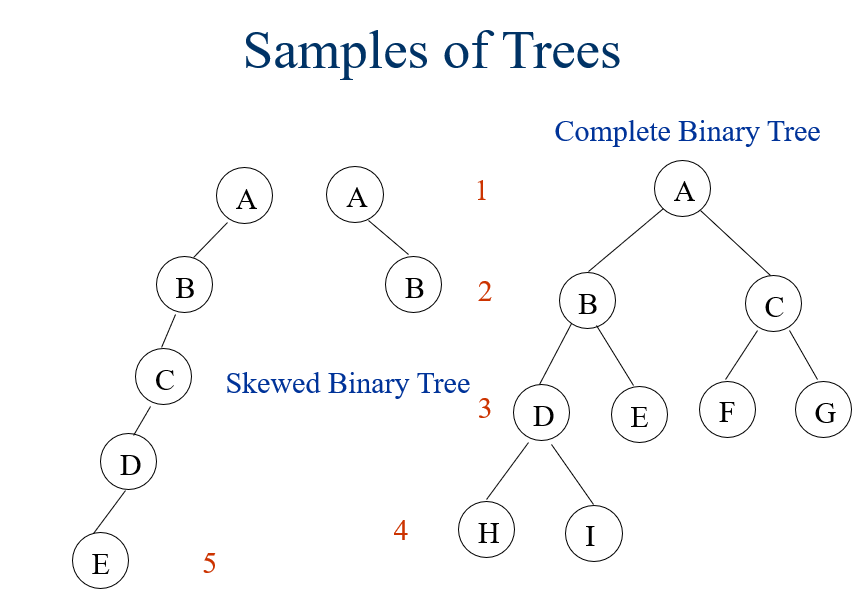 Samples of Trees
Complete Binary Tree
A
A
1
A
B
B
2
B
C
C
Skewed Binary Tree
3
D
E
F
G
D
4
H
I
E
5